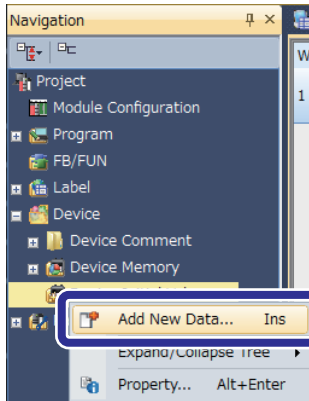 Navigation
W
Project
1
Module Configuration
Program
FB/FUN
Label
Device
Device Comment
Device Memory
Add New Data... Ins
Expand/Collapse Tree
Property... Alt+Enter